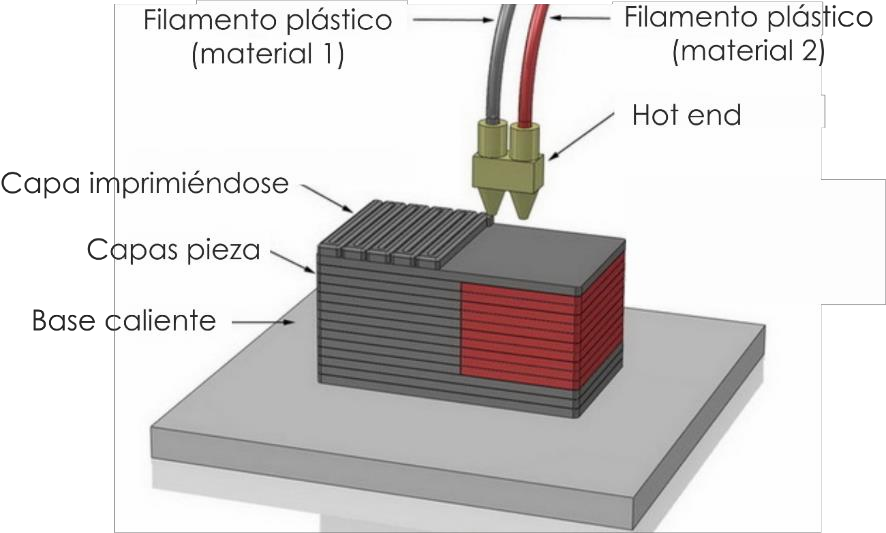 Filamento plástico
(material 1)
Filamento plástico
(material 2)
Hot end
Capa imprimiéndose
Capas pieza
Base caliente